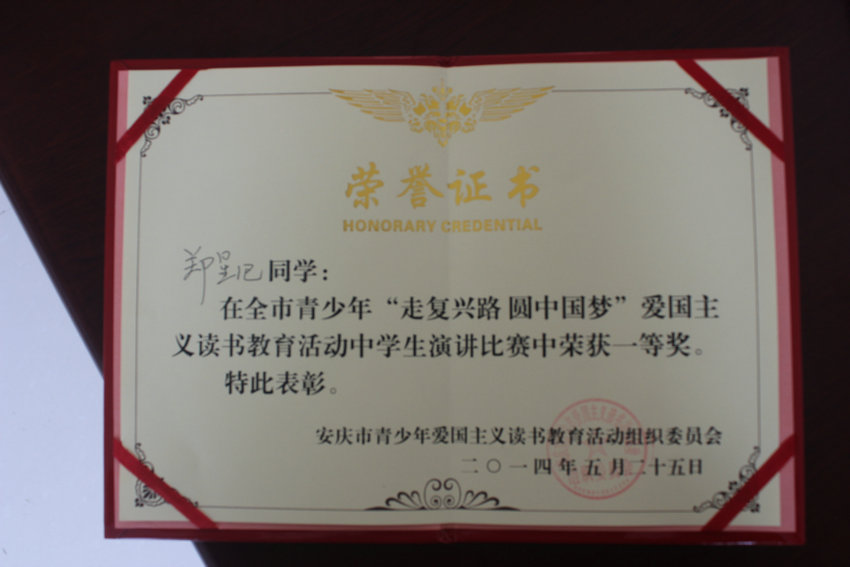 荣誉证书
HONORARY CREDENTIAL
郑星己同学：
在全市青少年“走复兴路 圆中国梦”爱国主
义读书教育活动中学生演讲比赛中荣获一等奖。
特此表彰。
安庆市青少年爱国主义读书教育活动组织委员会
二〇一四年五月二十五日